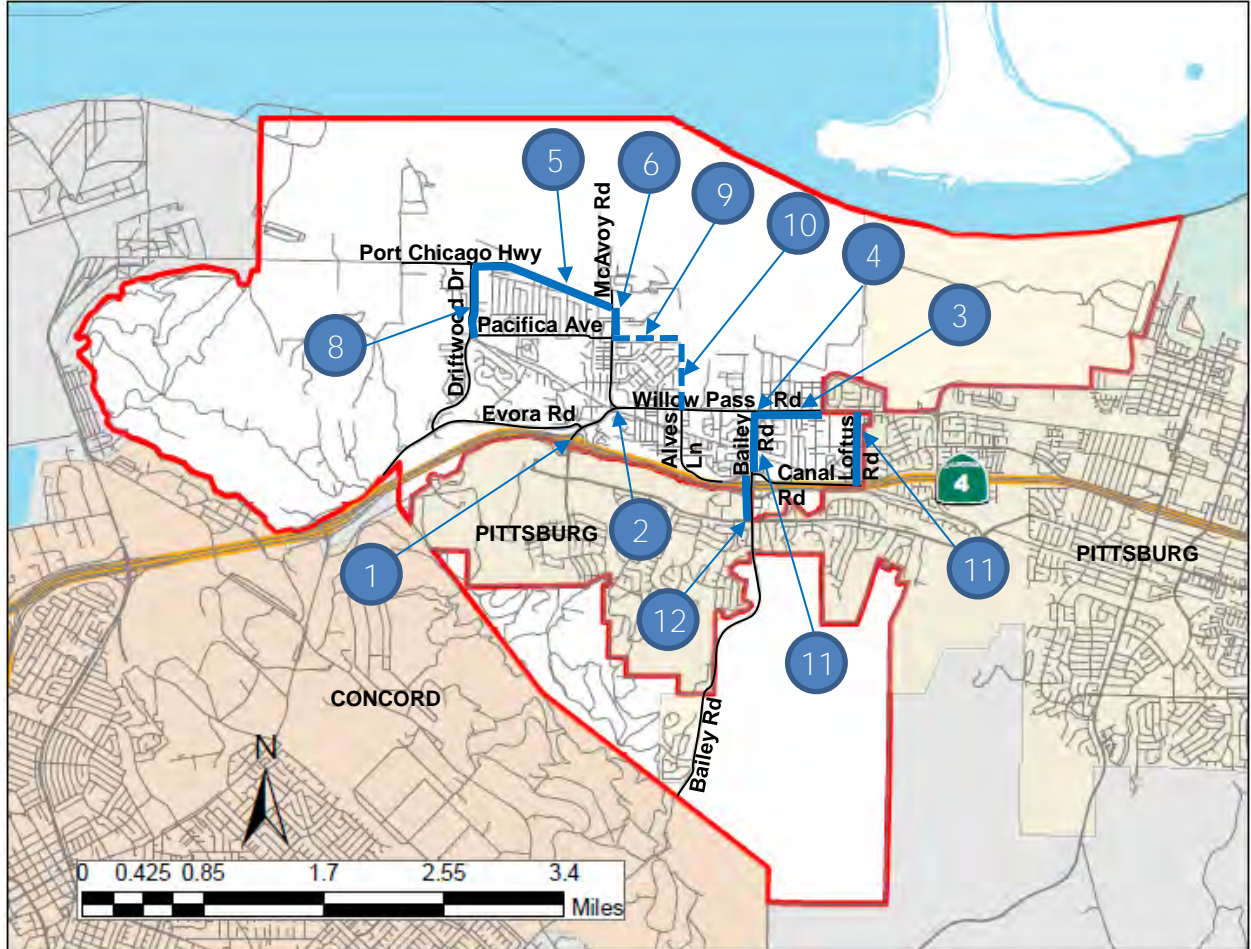 5
6
9
10
4
3
McAvoy Rd
Port Chicago Hwy
Driftwood Dr
8
Pacifica Ave
Willow Pass Rd
Evora Rd
Alves Ln
Bailey Rd
Loftus Rd
Canal Rd
4
PITTSBURG
2
PITTSBURG
1
11
12
11
CONCORD
Bailey Rd
N
0 0.425 0.85 1.7 2.55 3.4
Miles